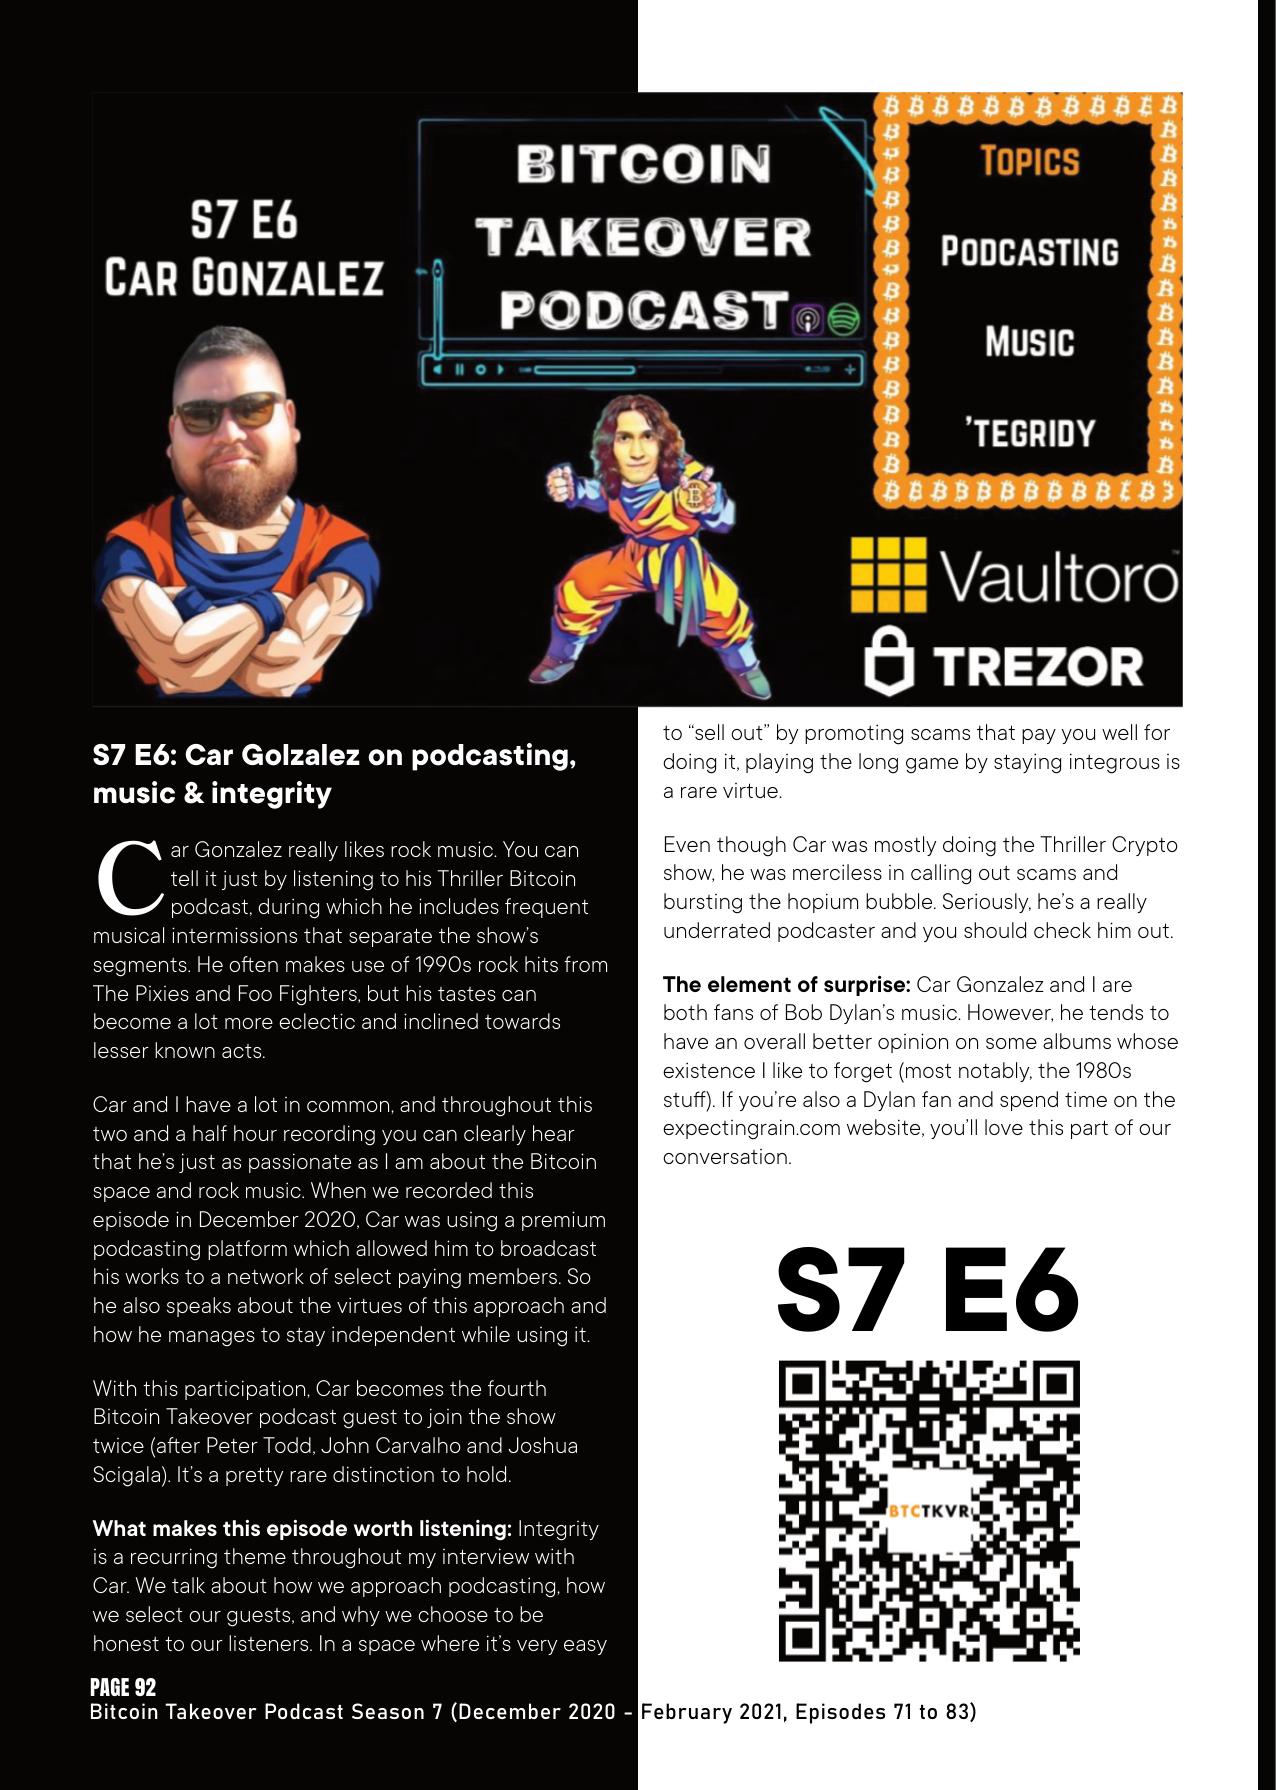 S7 E6
CAR GONZALEZ
BITCOIN
TAKEOVER
PODCAST
TOPICS
PODCASTING
MUSIC
'TEGRIDY
Vaultoro™
TREZOR
S7 E6: Car Golzalez on podcasting,
music & integrity
Car Gonzalez really likes rock music. You can
tell it just by listening to his Thriller Bitcoin
podcast, during which he includes frequent
musical intermissions that separate the show's
segments. He often makes use of 1990s rock hits from
The Pixies and Foo Fighters, but his tastes can
become a lot more eclectic and inclined towards
lesser known acts.
Car and I have a lot in common, and throughout this
two and a half hour recording you can clearly hear
that he's just as passionate as I am about the Bitcoin
space and rock music. When we recorded this
episode in December 2020, Car was using a premium
podcasting platform which allowed him to broadcast
his works to a network of select paying members. So
he also speaks about the virtues of this approach and
how he manages to stay independent while using it.
With this participation, Car becomes the fourth
Bitcoin Takeover podcast guest to join the show
twice (after Peter Todd, John Carvalho and Joshua
Scigala). It's a pretty rare distinction to hold.
What makes this episode worth listening: Integrity
is a recurring theme throughout my interview with
Car. We talk about how we approach podcasting, how
we select our guests, and why we choose to be
honest to our listeners. In a space where it's very easy
to “sell out” by promoting scams that pay you well for
doing it, playing the long game by staying integrous is
a rare virtue.
Even though Car was mostly doing the Thriller Crypto
show, he was merciless in calling out scams and
bursting the hopium bubble. Seriously, he's a really
underrated podcaster and you should check him out.
The element of surprise: Car Gonzalez and I are
both fans of Bob Dylan's music. However, he tends to
have an overall better opinion on some albums whose
existence I like to forget (most notably, the 1980s
stuff). If you're also a Dylan fan and spend time on the
expectingrain.com website, you'll love this part of our
conversation.
S7 E6
BTCTKVR
PAGE 92
Bitcoin Takeover Podcast Season 7 (December 2020 - February 2021, Episodes 71 to 83)